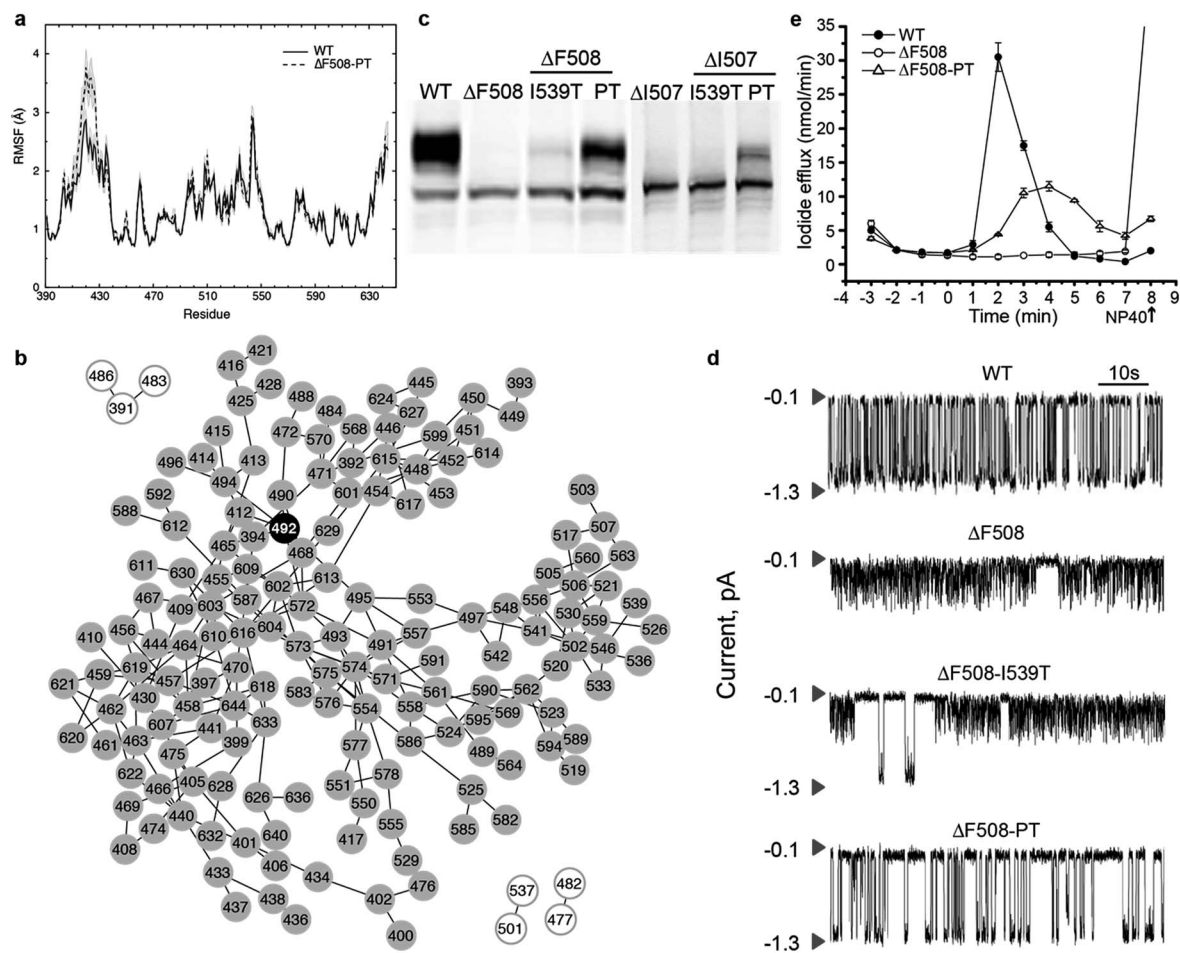 a
4
3
2
1
0
RMSF (Å)
WT
ΔF508-PT
390 430 470 510 550 590 630
Residue
c
ΔF508
ΔI507
WT ΔF508 I539T PT ΔI507 I539T PT
e
35
30
25
20
15
10
5
0
Iodide efflux (nmol/min)
WT
ΔF508
ΔF508-PT
-4 -3 -2 -1 0 1 2 3 4 5 6 7 8 9
Time (min)
NP40
b
486 483
391
421
416
428 445 393
425 488 624 450
484 627 449
415 472 568 446 599 451
570 614
496 414 413 392 615 448 452
494 471
592 490 601 454 453 503
588 412 617
612 492 629 517 507
394
465 468 560 563
611 630 609 613 505
455 602 506 521
467 587 495 553 556 539
409 603 572 497 548 530
456 604 493 557 541 559 526
410 444 464 610 616 573 491 502 546
542
619 470 574 591 520 536
459 457 397 575 571
621 430 618 583 561 590 562 533
462 458 644 576 554 558 569
607 441 633 595 523
620 461 463 399 577 586 524 594 589
475 489
622 405 578 564 519
466 628 551
469 626 636 550 525
474 440 555 582
408 632 401 640 417 585
433 406 434 529
438 476
437 436 402
400
537 482
501 477
d
Current, pA
WT
10s
-0.1
-1.3
ΔF508
-0.1
ΔF508-I539T
-0.1
-1.3
ΔF508-PT
-0.1
-1.3